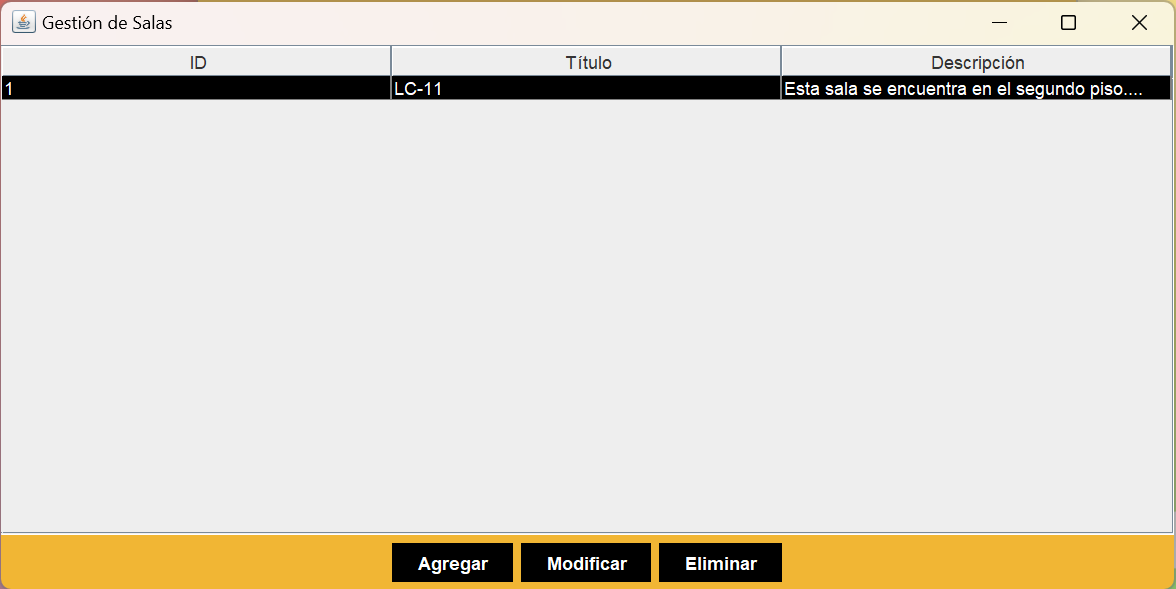 Gestión de Salas
ID Título Descripción
1 LC-11 Esta sala se encuentra en el segundo piso....
Agregar Modificar Eliminar